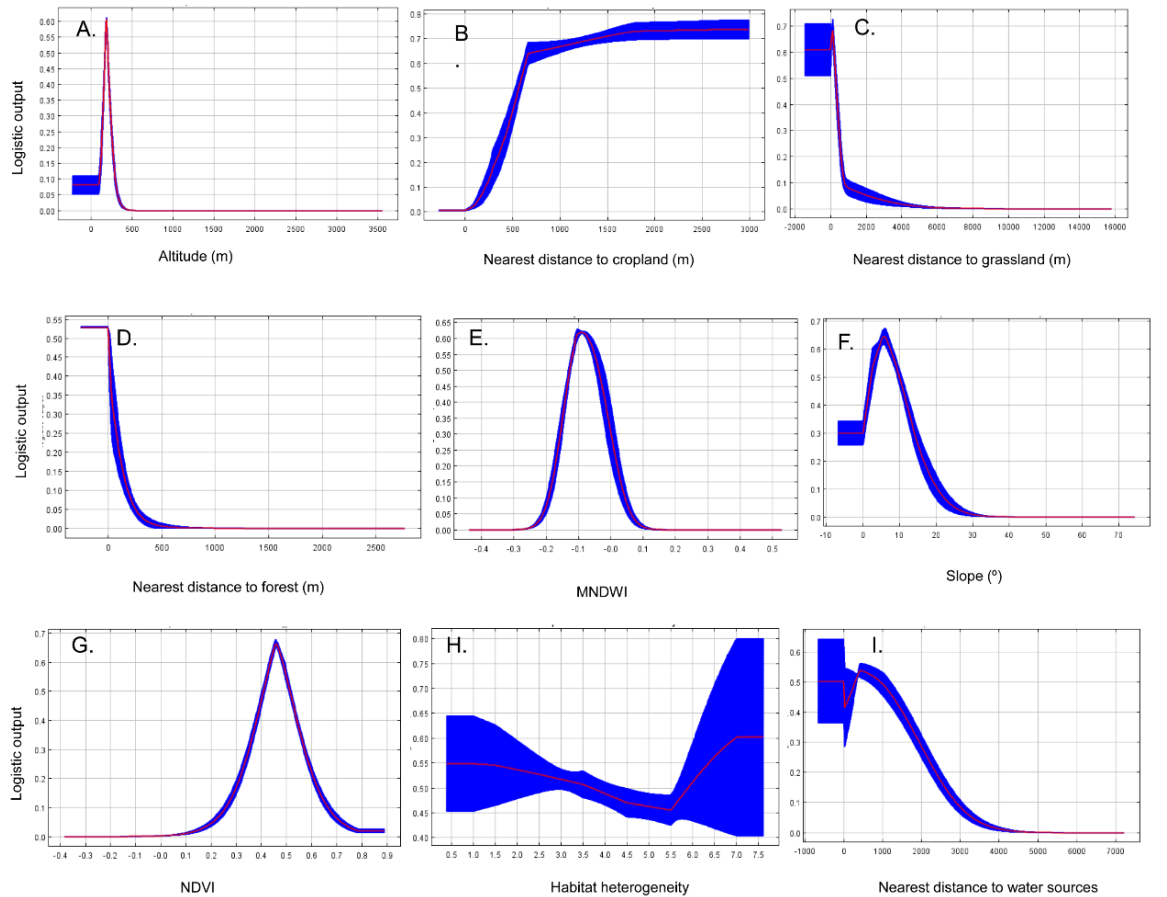 A.
B
C.
Logistic output
0.60
0.55
0.50
0.45
0.40
0.35
0.30
0.25
0.20
0.15
0.10
0.05
0.00
0 500 1000 1500 2000 2500 3000 3500
Altitude (m)
0.8
0.7
0.6
0.5
0.4
0.3
0.2
0.1
0.0
0 500 1000 1500 2000 2500 3000
Nearest distance to cropland (m)
0.7
0.6
0.5
0.4
0.3
0.2
0.1
0.0
-2000 0 2000 4000 6000 8000 10000 12000 14000 16000
Nearest distance to grassland (m)
D.
E.
F.
Logistic output
0.55
0.50
0.45
0.40
0.35
0.30
0.25
0.20
0.15
0.10
0.05
0.00
0 500 1000 1500 2000 2500
Nearest distance to forest (m)
0.65
0.60
0.55
0.50
0.45
0.40
0.35
0.30
0.25
0.20
0.15
0.10
0.05
0.00
-0.4 -0.3 -0.2 -0.1 -0.0 0.1 0.2 0.3 0.4 0.5
MNDWI
0.7
0.6
0.5
0.4
0.3
0.2
0.1
0.0
-10 0 10 20 30 40 50 60 70
Slope (º)
G.
H.
I.
Logistic output
0.7
0.6
0.5
0.4
0.3
0.2
0.1
0.0
-0.4 -0.3 -0.2 -0.1 0.0 0.1 0.2 0.3 0.4 0.5 0.6 0.7 0.8 0.9
NDVI
0.80
0.75
0.70
0.65
0.60
0.55
0.50
0.45
0.40
0.5 1.0 1.5 2.0 2.5 3.0 3.5 4.0 4.5 5.0 5.5 6.0 6.5 7.0 7.5
Habitat heterogeneity
0.6
0.5
0.4
0.3
0.2
0.1
0.0
-1000 0 1000 2000 3000 4000 5000 6000 7000
Nearest distance to water sources